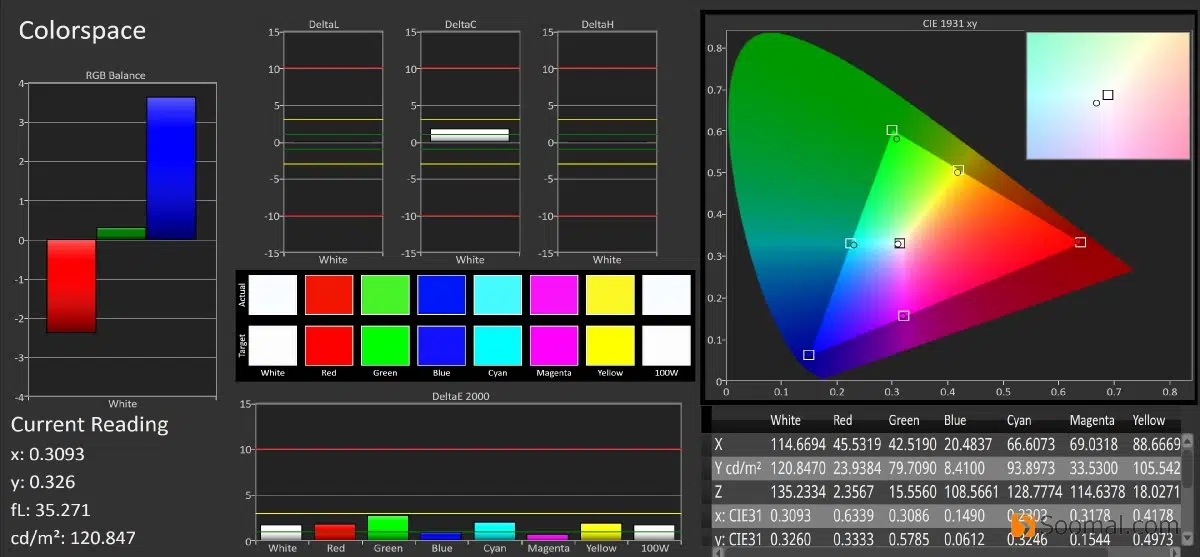 Colorspace
RGB Balance
4
3
2
1
0
-1
-2
-3
-4
White
Current Reading
x: 0.3093
y: 0.326
fL: 35.271
cd/m²: 120.847
DeltaL
15
10
5
0
-5
-10
-15
White
DeltaC
15
10
5
0
-5
-10
-15
White
DeltaH
15
10
5
0
-5
-10
-15
White
Actual
Target
White Red Green Blue Cyan Magenta Yellow 100W
DeltaE 2000
15
10
5
0
White Red Green Blue Cyan Magenta Yellow 100W
CIE 1931 xy
0.8
0.7
0.6
0.5
0.4
0.3
0.2
0.1
0
0 0.1 0.2 0.3 0.4 0.5 0.6 0.7 0.8
White Red Green Blue Cyan Magenta Yellow
X 114.6694 45.5319 42.5190 20.4837 66.6073 69.0318 88.6669
Y cd/m² 120.8470 23.9384 79.7090 8.4100 93.8973 33.5300 105.542
Z 135.2334 2.3567 15.5560 108.5661 128.7774 114.6378 18.0271
x: CIE31 0.3093 0.6339 0.3086 0.1490 0.2303 0.3178 0.4178
y: CIE31 0.3260 0.3333 0.5785 0.0612 0.3246 0.1544 0.4973
Soomal.com